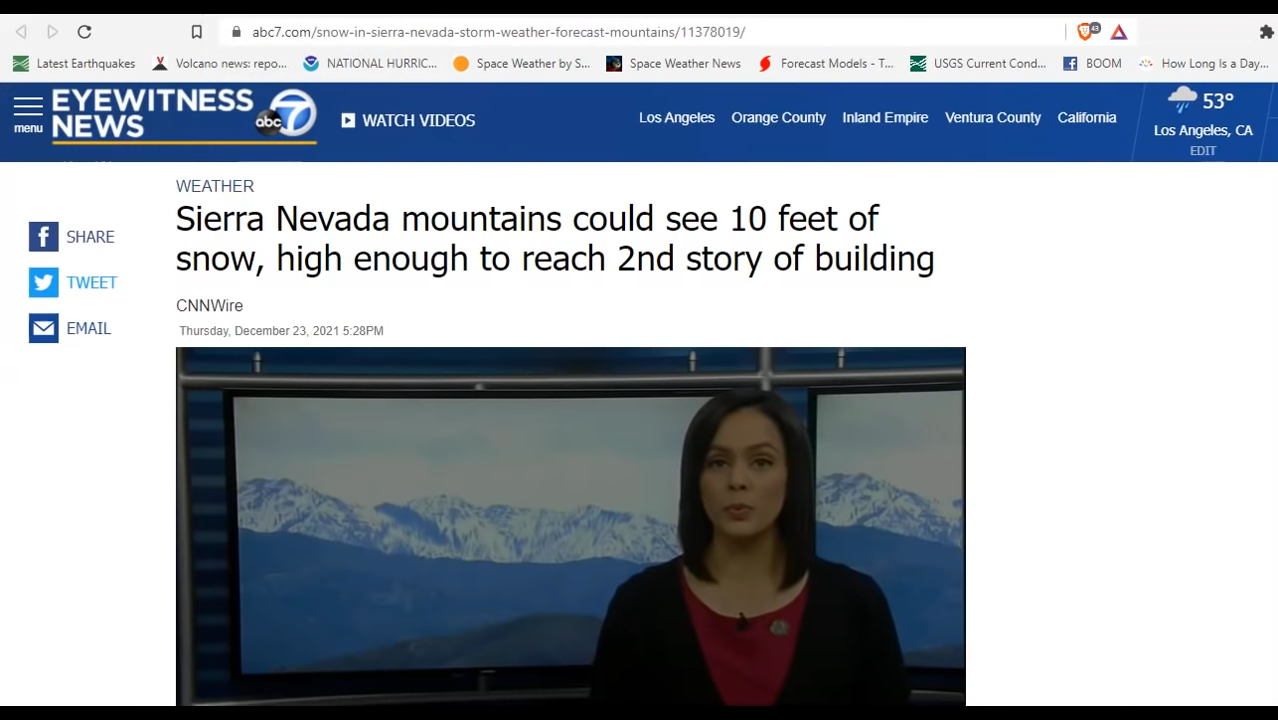 abc7.com/snow-in-sierra-nevada-storm-weather-forecast-mountains/11378019/
43
Latest Earthquakes
Volcano news: repo...
NATIONAL HURRIC...
Space Weather by S...
Space Weather News
Forecast Models - T...
USGS Current Cond...
BOOM
How Long Is a Day...
menu
EYEWITNESS
NEWS
abc 7
WATCH VIDEOS
Los Angeles
Orange County
Inland Empire
Ventura County
California
53°
Los Angeles, CA
EDIT
WEATHER
Sierra Nevada mountains could see 10 feet of
snow, high enough to reach 2nd story of building
SHARE
TWEET
EMAIL
CNNWire
Thursday, December 23, 2021 5:28PM